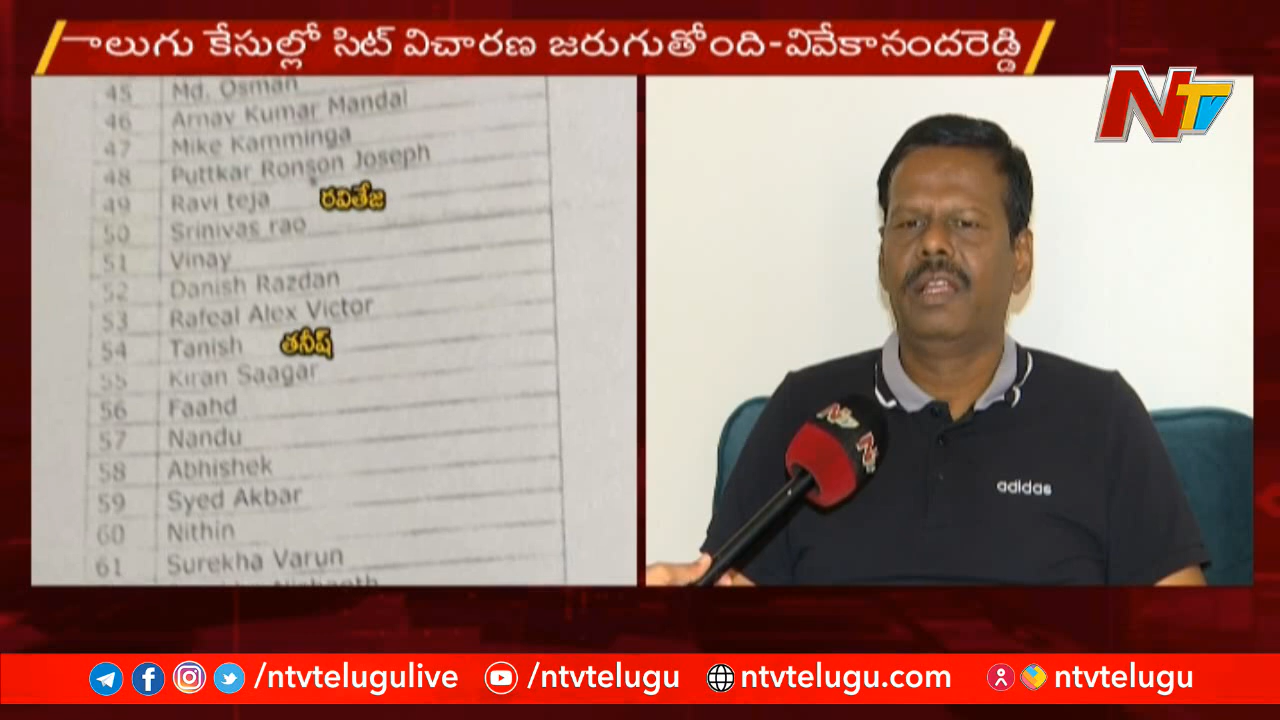 నాలుగు కేసుల్లో సిట్ విచారణ జరుగుతోంది-వివేకానందరెడ్డి
NTV
45 Md. Osman
46 Arnav Kumar Mandal
47 Mike Kamminga
48 Puttkar Ronson Joseph
49 Ravi teja రవితేజ
50 Srinivas rao
51 Vinay
52 Danish Razdan
53 Rafeal Alex Victor
54 Tanish తనీష్
55 Kiran Saagar
56 Faahd
57 Nandu
58 Abhishek
59 Syed Akbar
60 Nithin
61 Surekha Varun
NTV
adidas
/ntvtelugulive /ntvtelugu ntvtelugu.com ntvtelugu